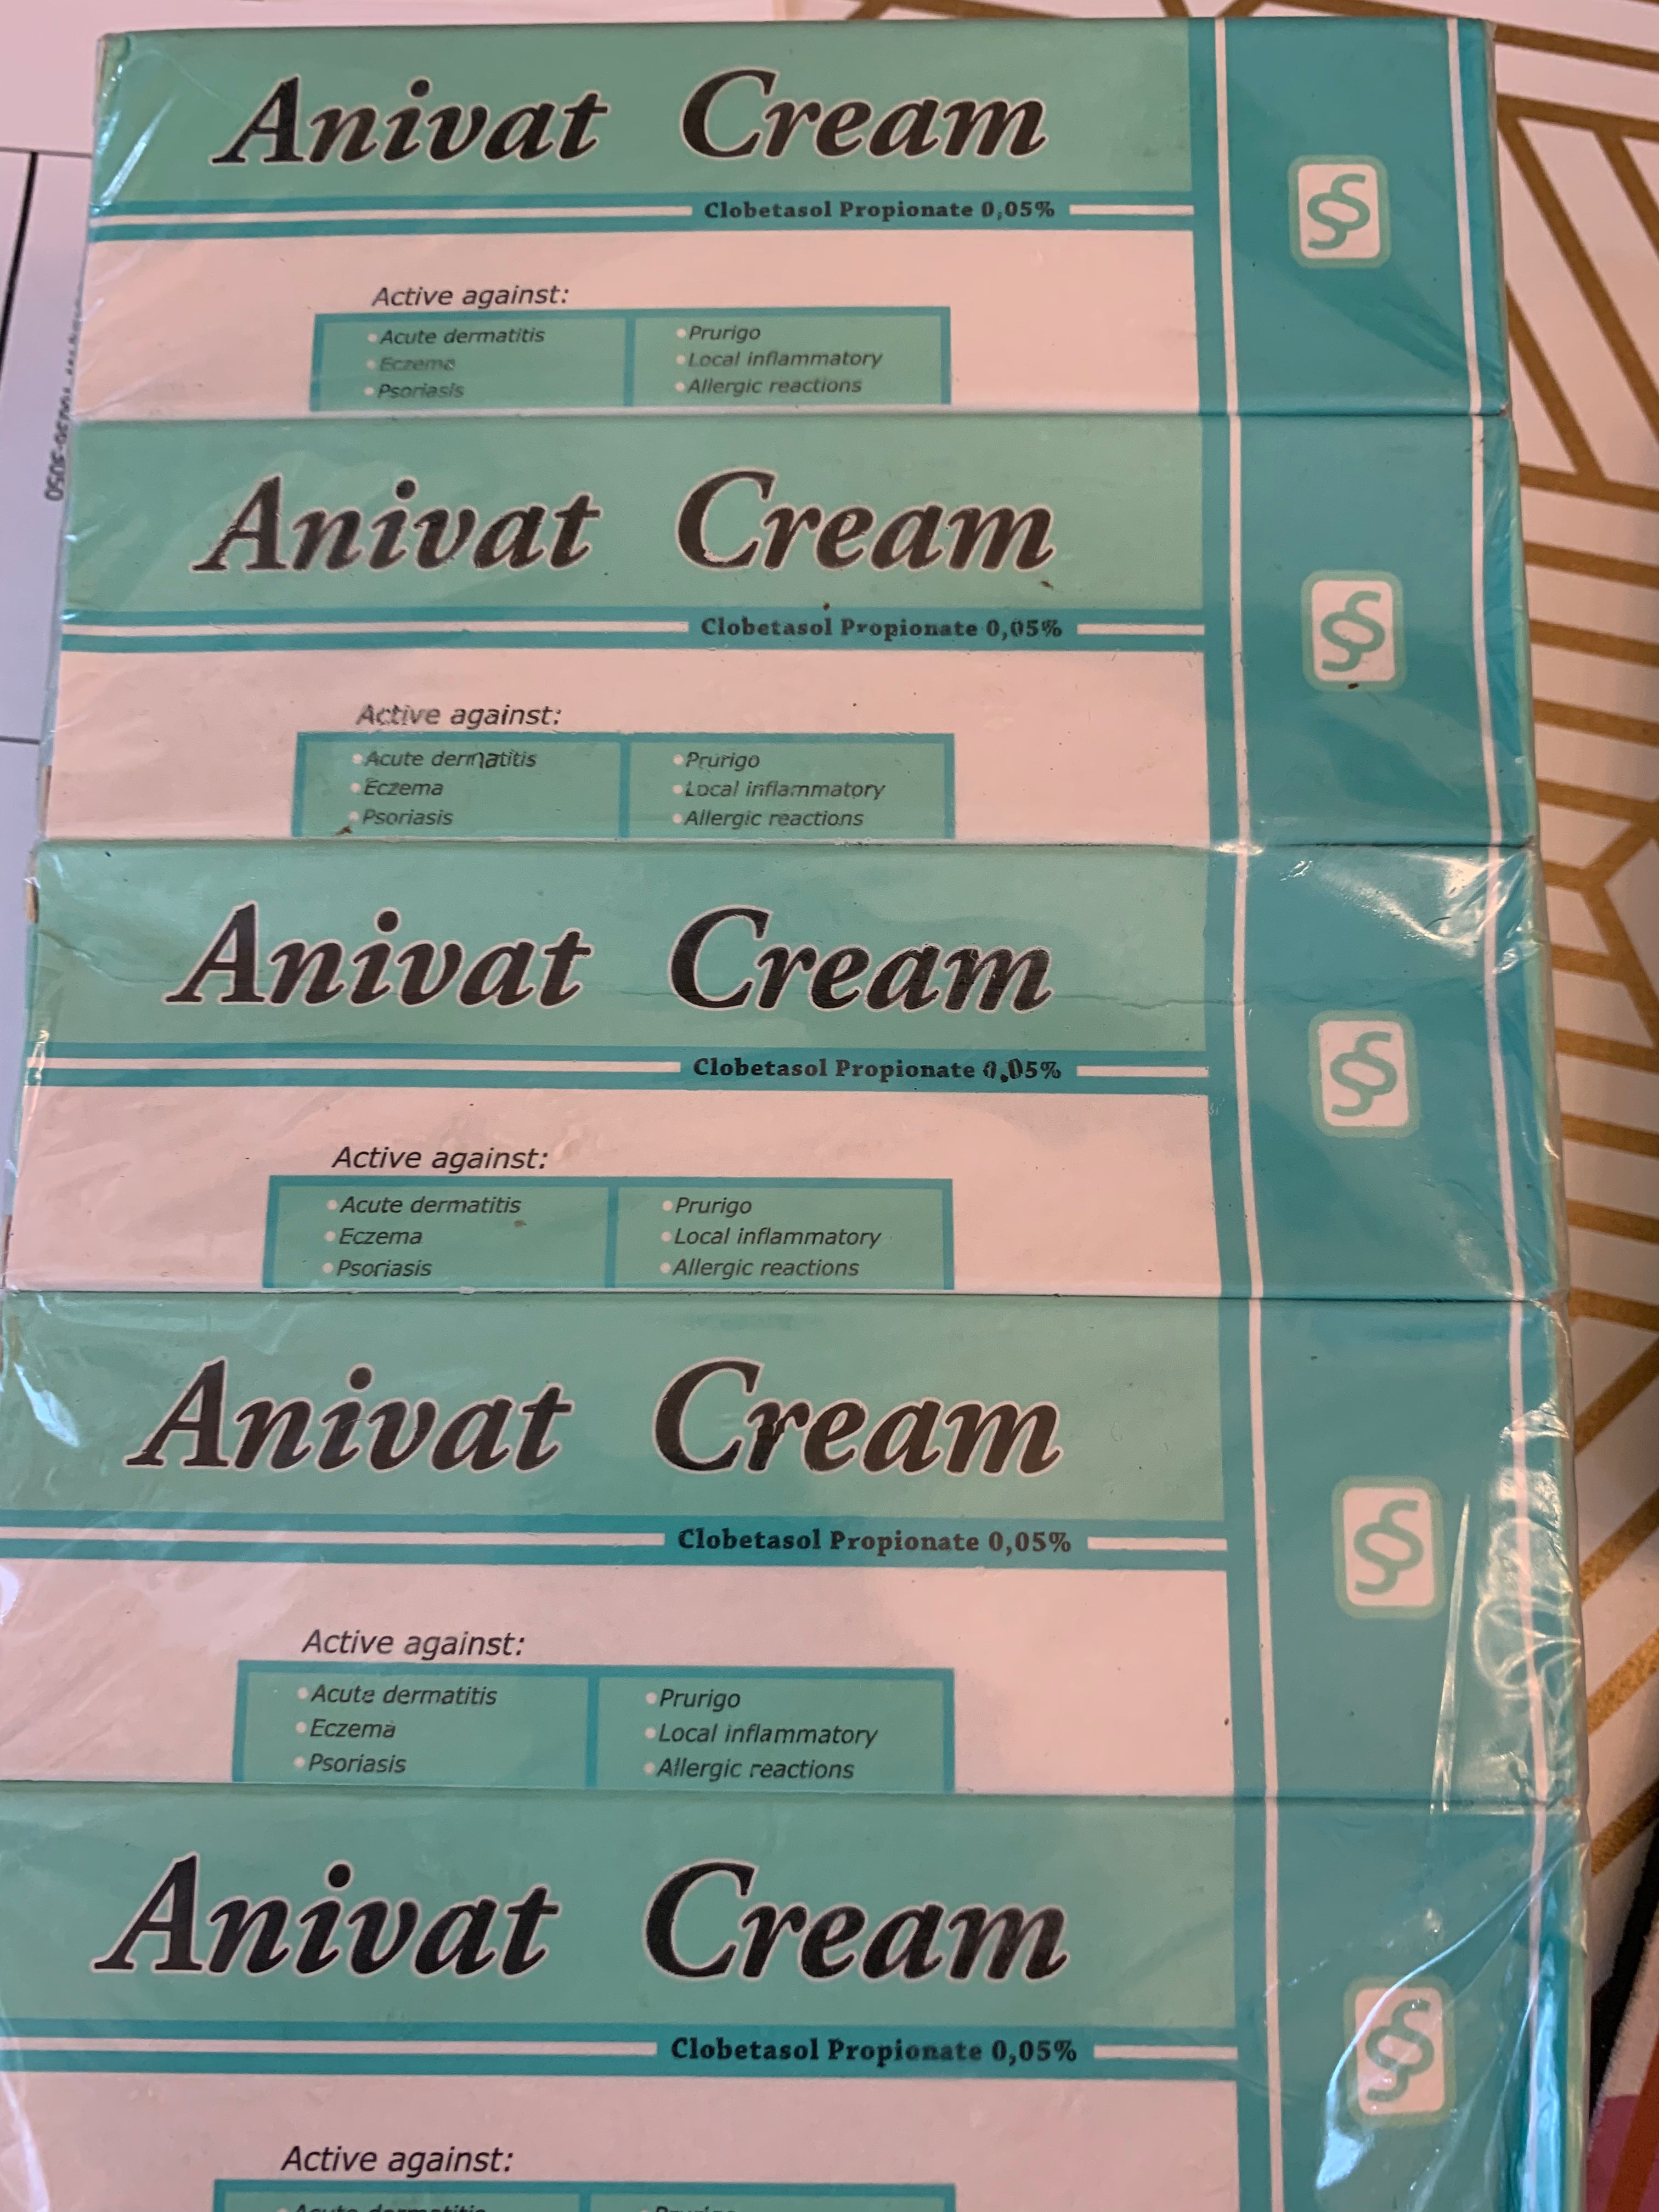 Anivat Cream
Clobetasol Propionate 0,05%
Active against:
Acute dermatitis
Eczema
Psoriasis
Prurigo
Local inflammatory
Allergic reactions
Anivat Cream
Clobetasol Propionate 0,05%
Active against:
Acute dermatitis
Eczema
Psoriasis
Prurigo
Local inflammatory
Allergic reactions
Anivat Cream
Clobetasol Propionate 0,05%
Active against:
Acute dermatitis
Eczema
Psoriasis
Prurigo
Local inflammatory
Allergic reactions
Anivat Cream
Clobetasol Propionate 0,05%
Active against:
Acute dermatitis
Eczema
Psoriasis
Prurigo
Local inflammatory
Allergic reactions
Anivat Cream
Clobetasol Propionate 0,05%
Active against:
Acute dermatitis
Prurigo